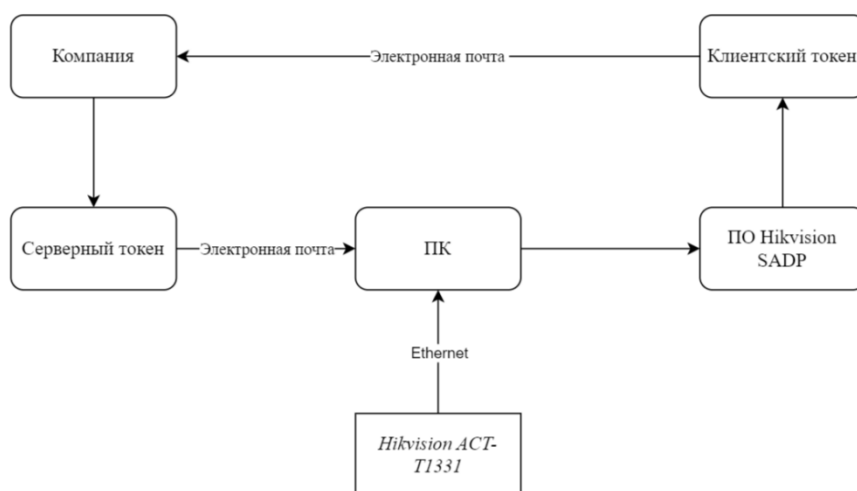 Компания
Электронная почта
Клиентский токен
Серверный токен
Электронная почта
ПК
ПО Hikvision
SADP
Ethernet
Hikvision ACT-
T1331